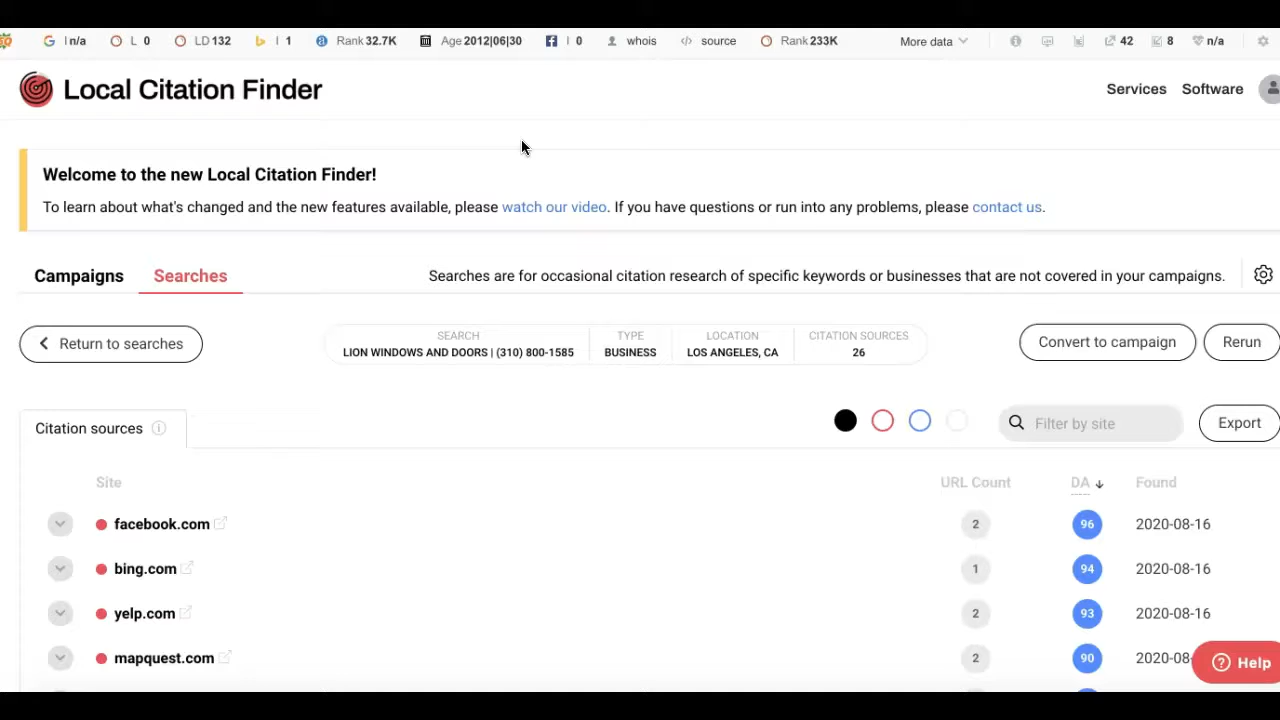 n/a L 0 LD 132 I 1 Rank 32.7K Age 2012|06|30 I 0 whois source Rank 233K More data 42 8 n/a
Local Citation Finder Services Software
Welcome to the new Local Citation Finder!
To learn about what's changed and the new features available, please watch our video. If you have questions or run into any problems, please contact us.
Campaigns Searches Searches are for occasional citation research of specific keywords or businesses that are not covered in your campaigns.
SEARCH TYPE LOCATION CITATION SOURCES
Return to searches LION WINDOWS AND DOORS | (310) 800-1585 BUSINESS LOS ANGELES, CA 26 Convert to campaign Rerun
Citation sources Filter by site Export
Site URL Count DA Found
facebook.com 2 96 2020-08-16
bing.com 1 94 2020-08-16
yelp.com 2 93 2020-08-16
mapquest.com 2 90 2020-08- Help